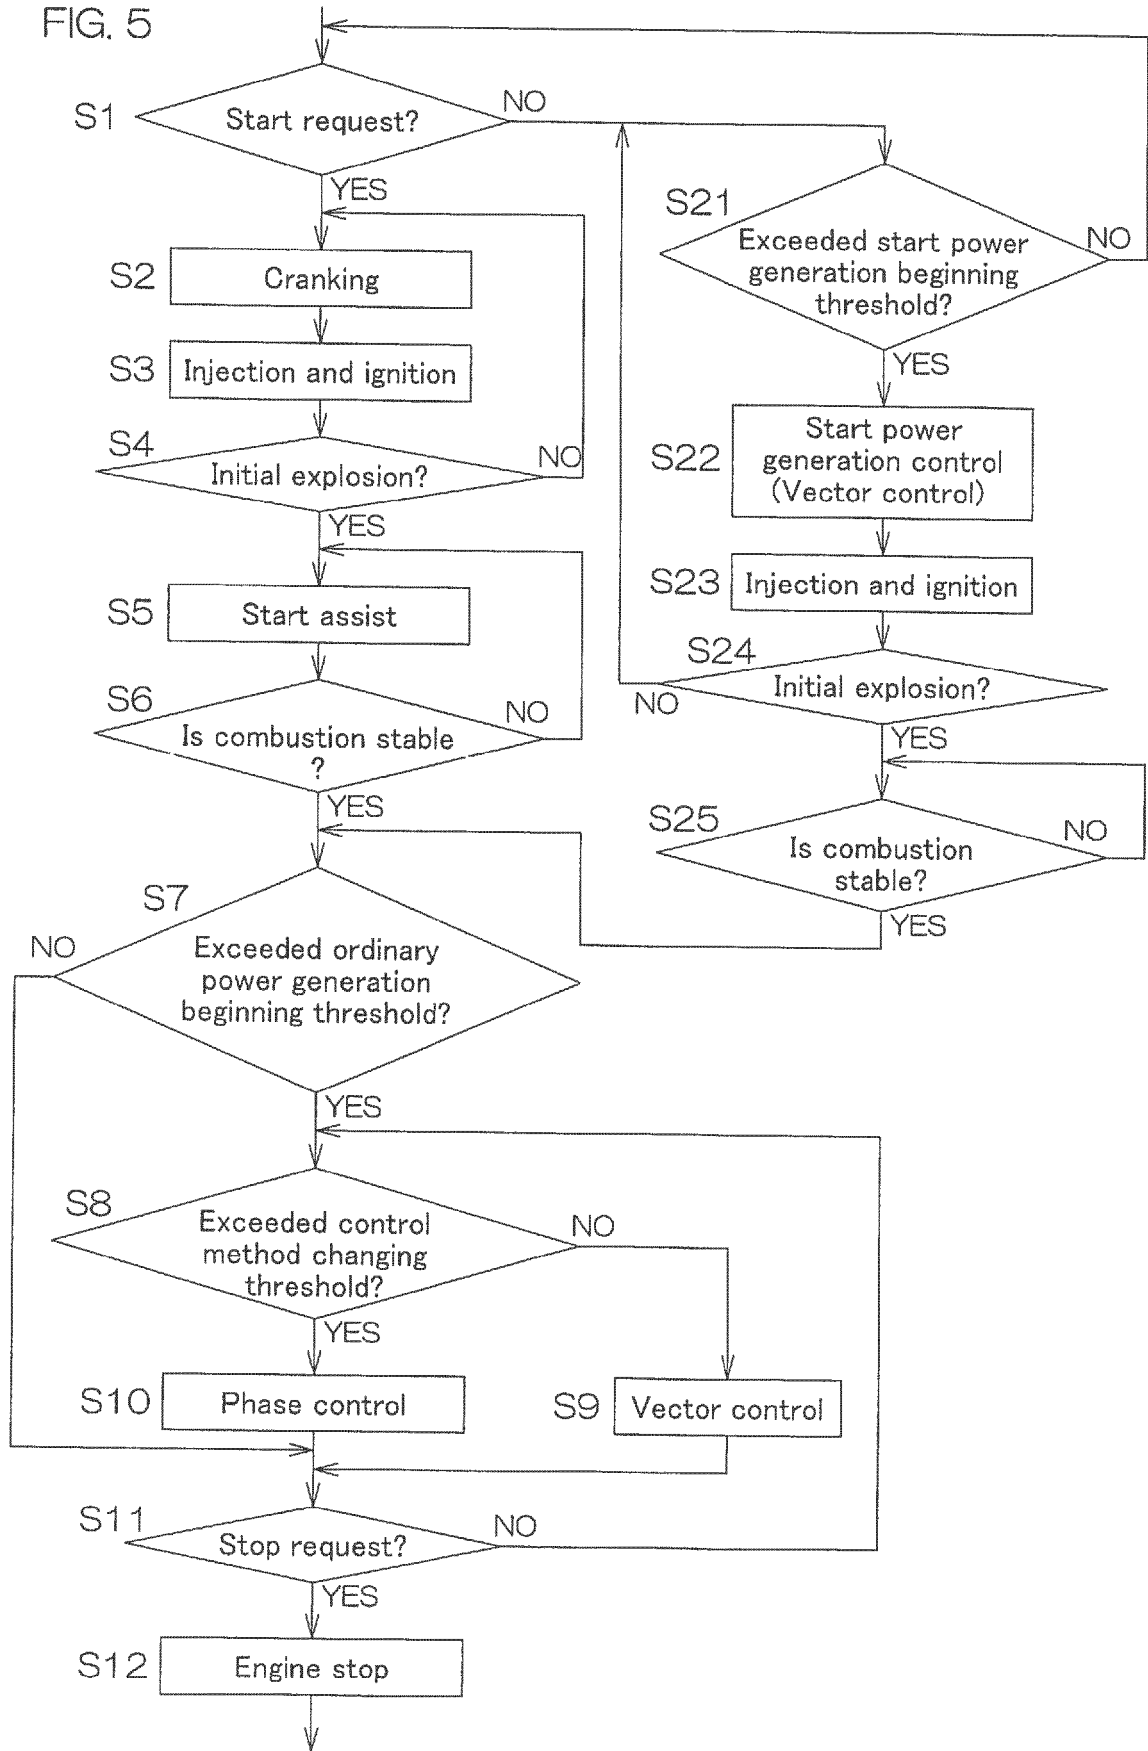 FIG. 5
S1
Start request?
NO
YES
S2
Cranking
S3
Injection and ignition
S4
Initial explosion?
NO
YES
S5
Start assist
S6
Is combustion stable
?
NO
YES
S21
Exceeded start power
generation beginning
threshold?
NO
YES
S22
Start power
generation control
(Vector control)
S23
Injection and ignition
S24
Initial explosion?
NO
YES
S25
Is combustion
stable?
NO
YES
S7
Exceeded ordinary
power generation
beginning threshold?
NO
YES
S8
Exceeded control
method changing
threshold?
NO
YES
S10
Phase control
S9
Vector control
S11
Stop request?
NO
YES
S12
Engine stop